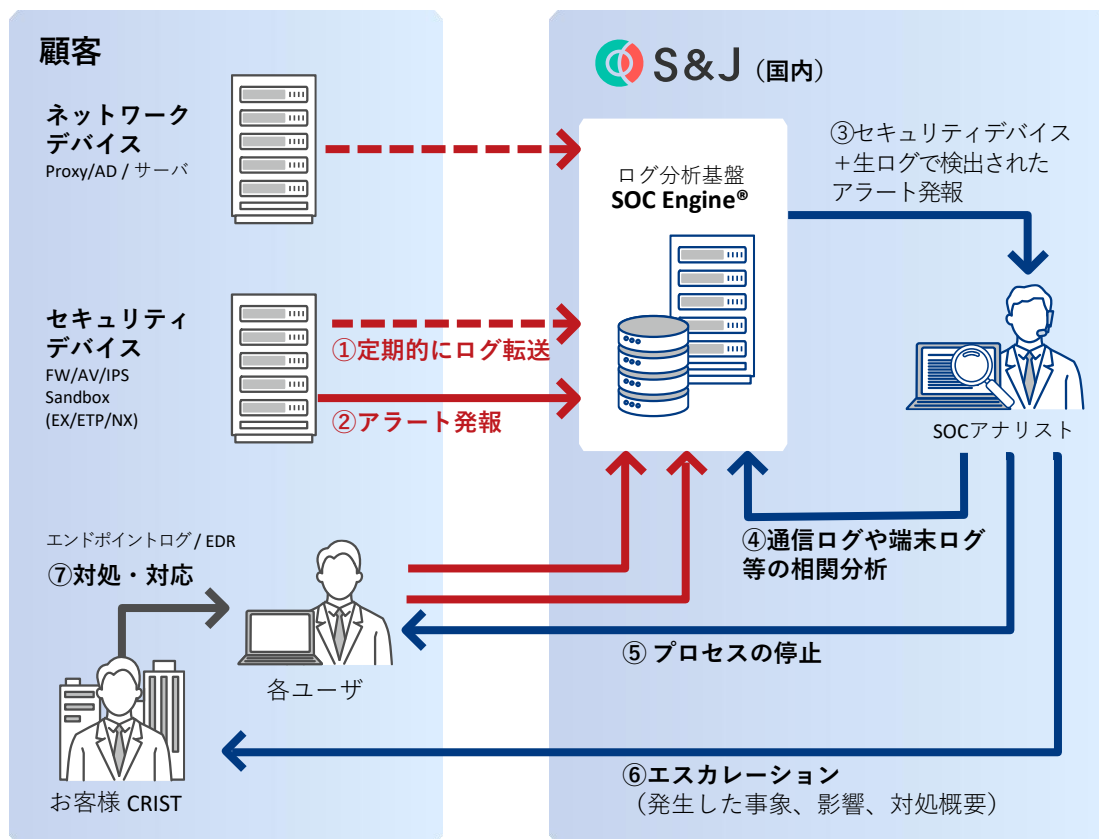 顧客
ネットワーク
デバイス
Proxy/AD / サーバ
セキュリティ
デバイス
FW/AV/IPS
Sandbox
(EX/ETP/NX)
①定期的にログ転送
②アラート発報
エンドポイントログ / EDR
⑦対処・対応
各ユーザ
お客様 CRIST
S&J（国内）
ログ分析基盤
SOC Engine®
③セキュリティデバイス
＋生ログで検出された
アラート発報
SOCアナリスト
④通信ログや端末ログ
等の相関分析
⑤ プロセスの停止
⑥エスカレーション
（発生した事象、影響、対処概要）